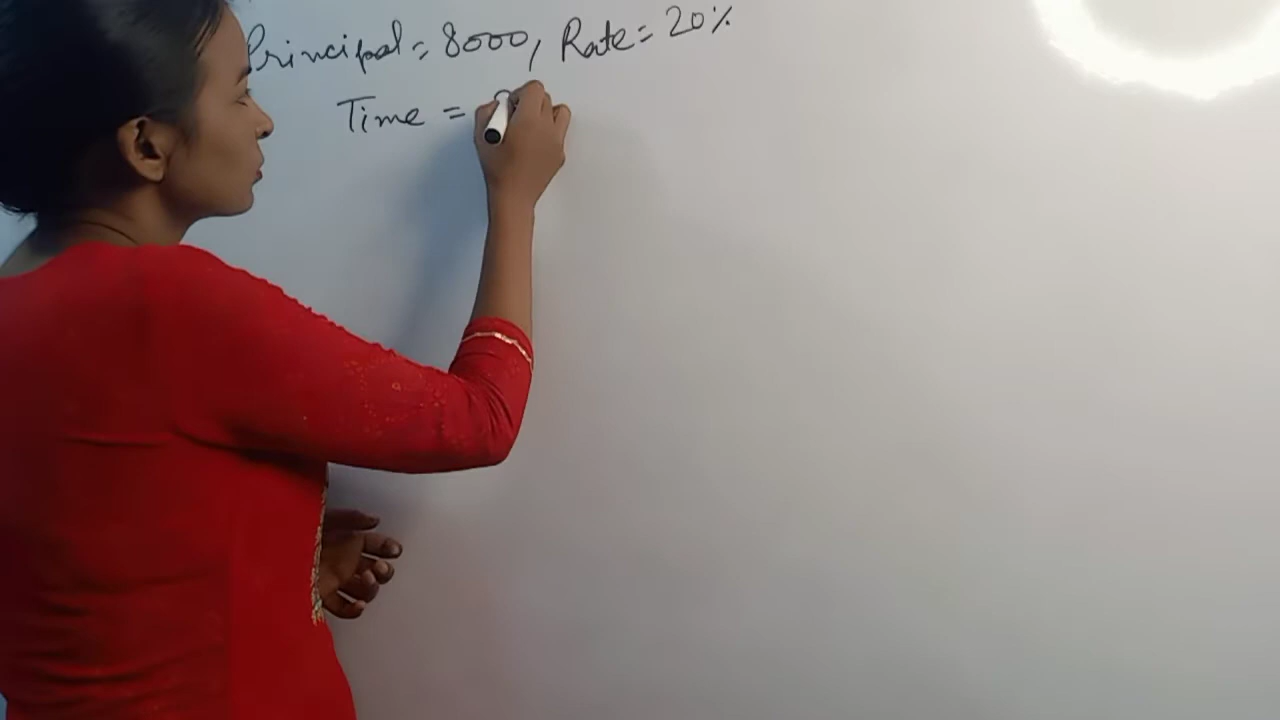 Principal = 8000, Rate = 20%
Time =